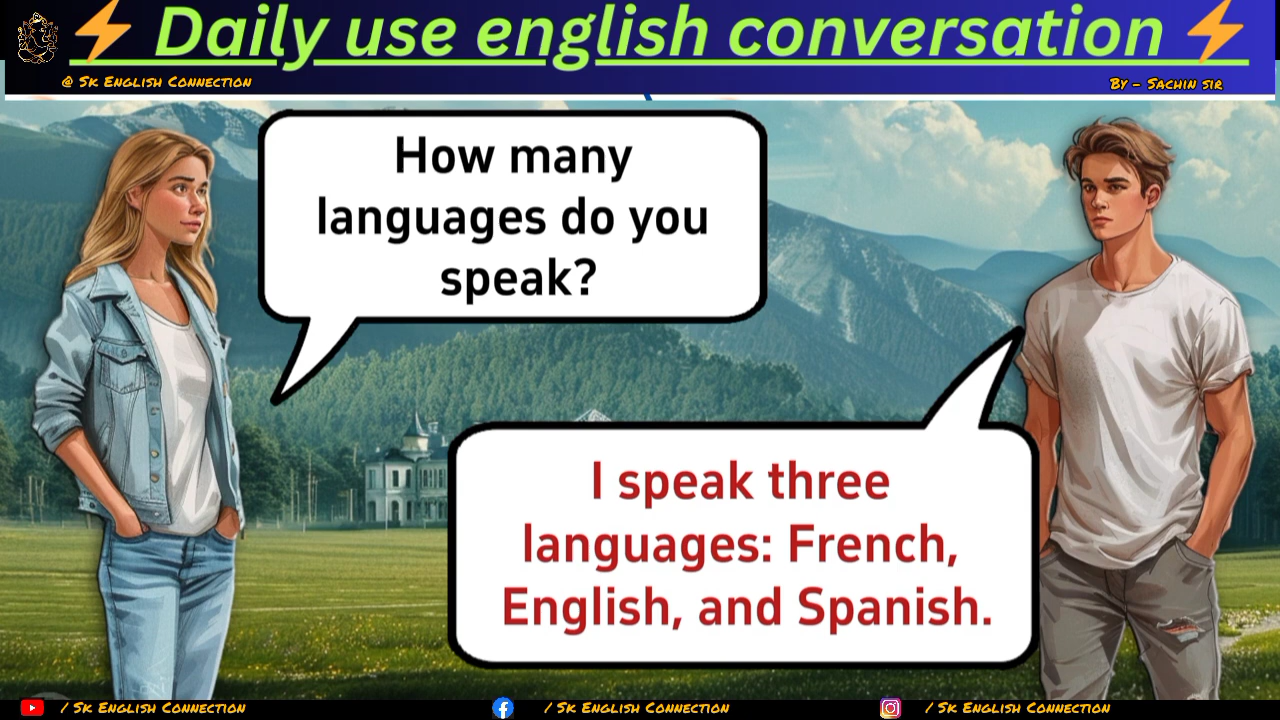 ⚡ Daily use english conversation ⚡
@ Sk English Connection
By - Sachin sir
How many
languages do you
speak?
I speak three
languages: French,
English, and Spanish.
/ Sk English Connection
/ Sk English Connection
/ Sk English Connection